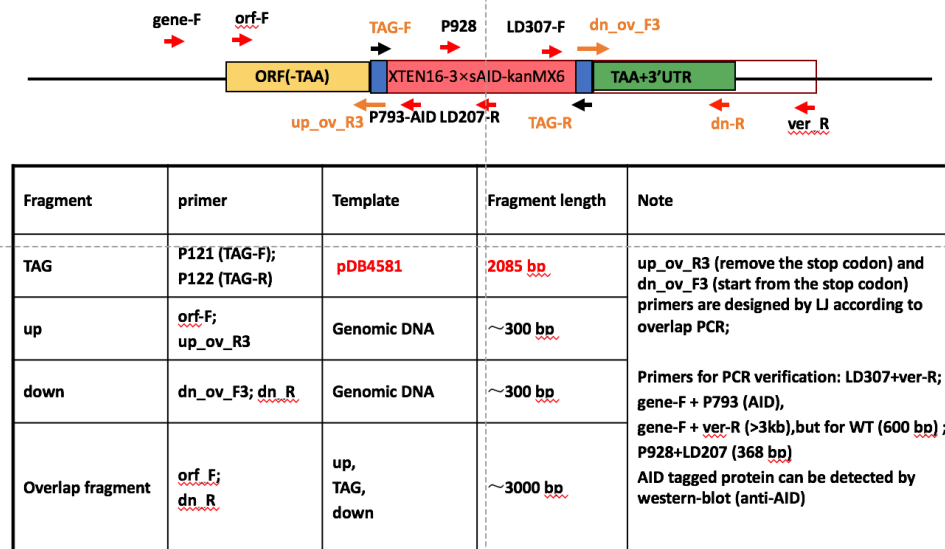 gene-F
orf-F
TAG-F
P928
LD307-F
dn_ov_F3
ORF(-TAA)
XTEN16-3×sAID-kanMX6
TAA+3'UTR
up_ov_R3
P793-AID
LD207-R
TAG-R
dn-R
ver_R
Fragment
primer
Template
Fragment length
Note
TAG
P121 (TAG-F);
P122 (TAG-R)
pDB4581
2085 bp
up
orf-F;
up_ov_R3
Genomic DNA
~300 bp
down
dn_ov_F3; dn_R
Genomic DNA
~300 bp
Overlap fragment
orf_F;
dn_R
up,
TAG,
down
~3000 bp
up_ov_R3 (remove the stop codon) and
dn_ov_F3 (start from the stop codon)
primers are designed by LJ according to
overlap PCR;
Primers for PCR verification: LD307+ver-R;
gene-F + P793 (AID),
gene-F + ver-R (>3kb),but for WT (600 bp) ;
P928+LD207 (368 bp)
AID tagged protein can be detected by
western-blot (anti-AID)